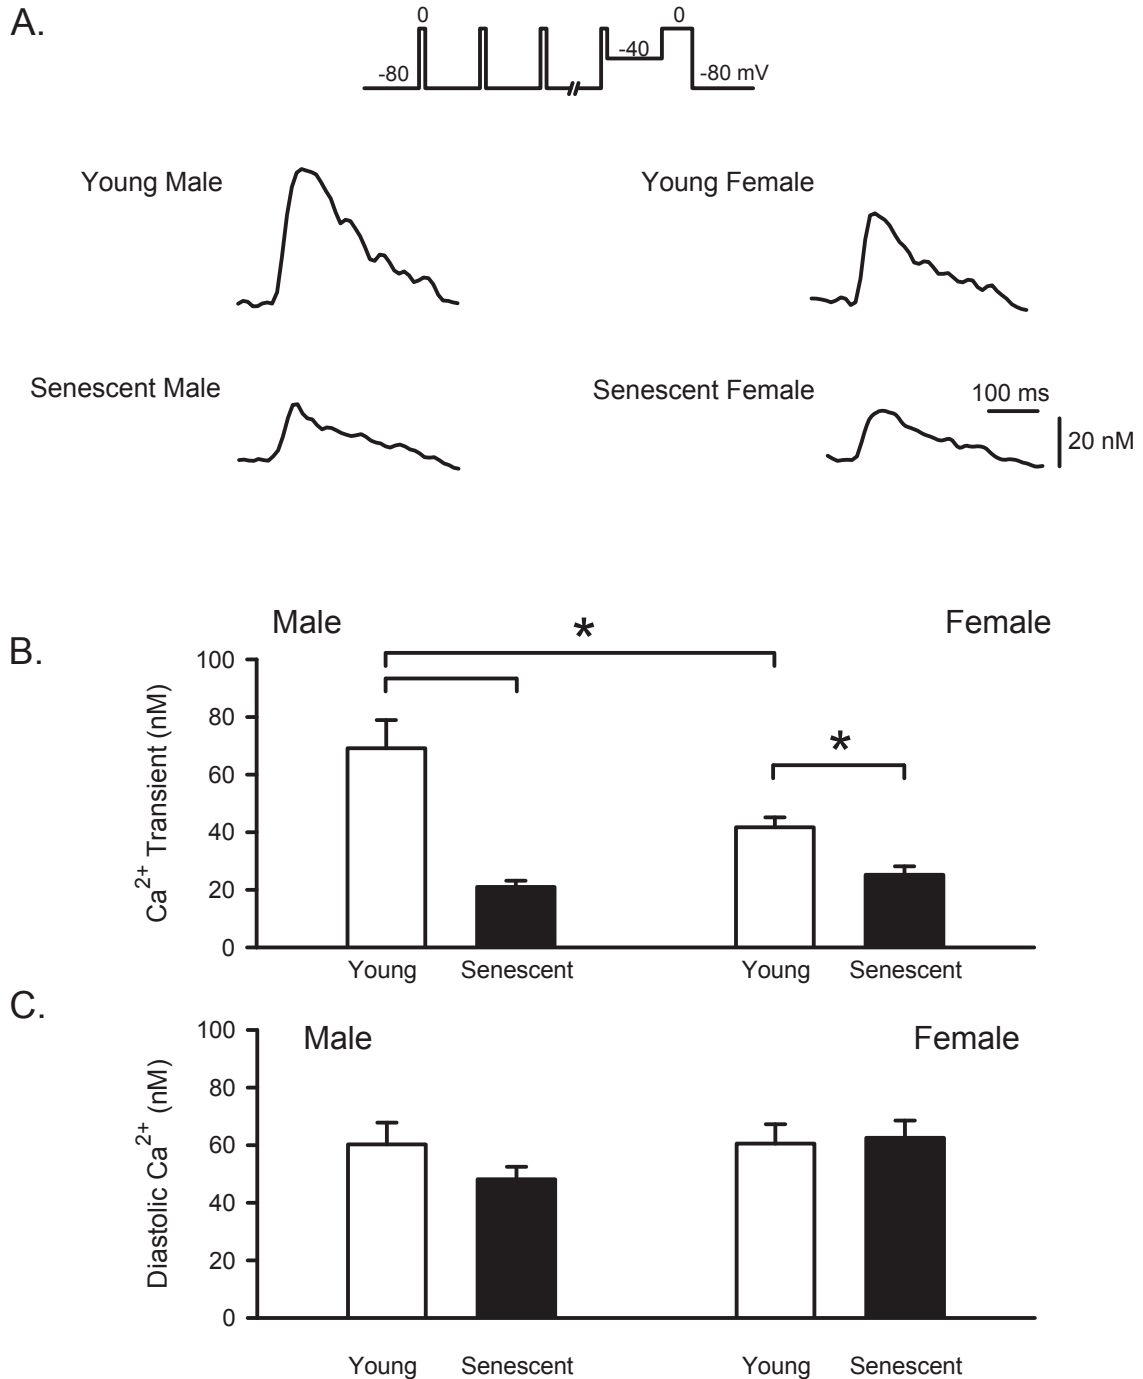 A.
0 0
-40
-80 -80 mV
Young Male Young Female
Senescent Male Senescent Female 100 ms
20 nM
Male Female
B.
*
*
100
80
60
40
20
0
Ca2+ Transient (nM)
Young Senescent Young Senescent
C.
Male Female
100
80
60
40
20
0
Diastolic Ca2+ (nM)
Young Senescent Young Senescent